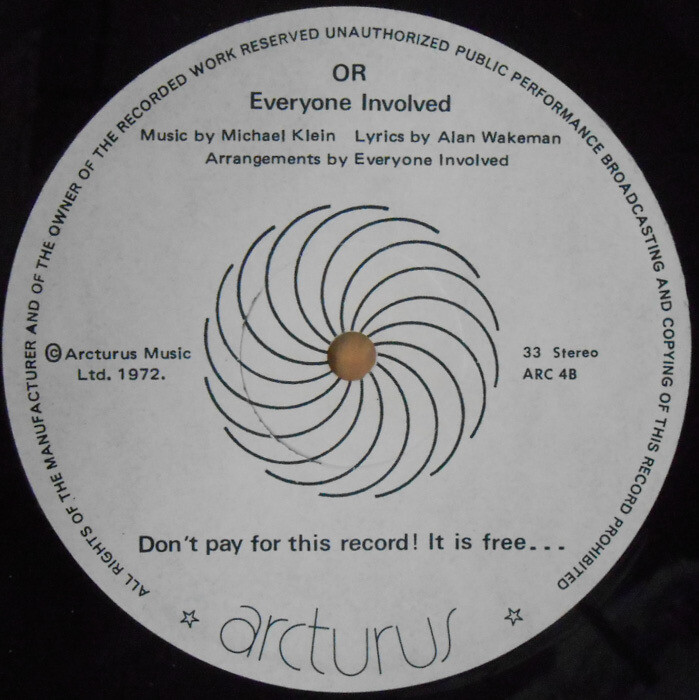 ALL RIGHTS OF THE MANUFACTURER AND OF THE OWNER OF THE RECORDED WORK RESERVED UNAUTHORIZED PUBLIC PERFORMANCE BROADCASTING AND COPYING OF THIS RECORD PROHIBITED
OR
Everyone Involved
Music by Michael Klein Lyrics by Alan Wakeman
Arrangements by Everyone Involved
© Arcturus Music
Ltd. 1972.
33 Stereo
ARC 4B
Don't pay for this record! It is free...
arcturus